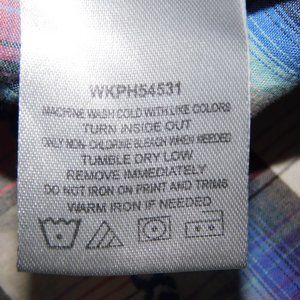 WKPH54531
MACHINE WASH COLD WITH LIKE COLORS
TURN INSIDE OUT
ONLY NON-CHLORINE BLEACH WHEN NEEDED
TUMBLE DRY LOW
REMOVE IMMEDIATELY
DO NOT IRON ON PRINT AND TRIMS
WARM IRON IF NEEDED